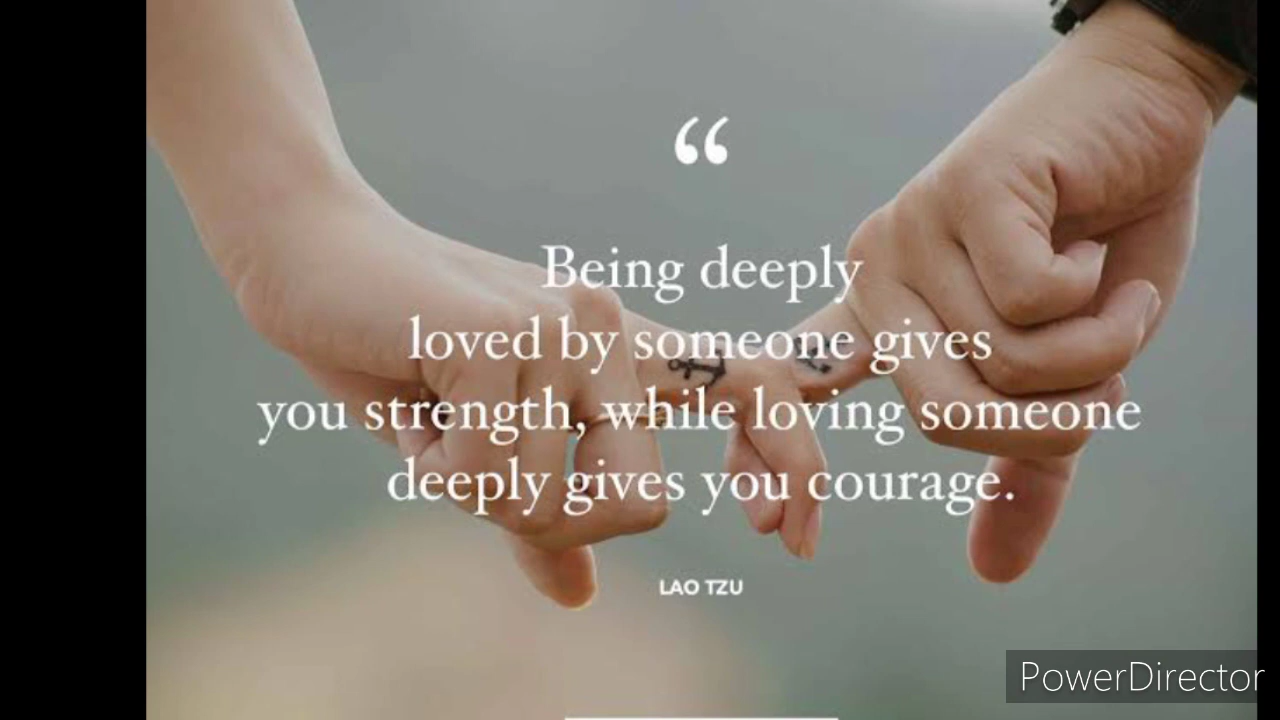 “
Being deeply
loved by someone gives
you strength, while loving someone
deeply gives you courage.
LAO TZU
PowerDirector